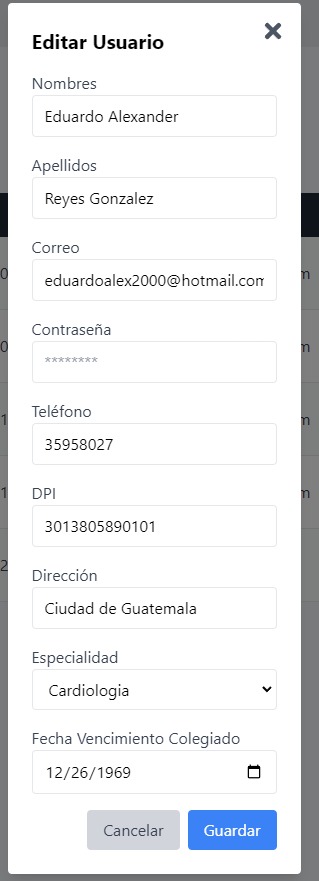 Editar Usuario
Nombres
Eduardo Alexander
Apellidos
Reyes Gonzalez
Correo
eduardoalex2000@hotmail.com
Contraseña
********
Teléfono
35958027
DPI
3013805890101
Dirección
Ciudad de Guatemala
Especialidad
Cardiologia
Fecha Vencimiento Colegiado
12/26/1969
Cancelar
Guardar